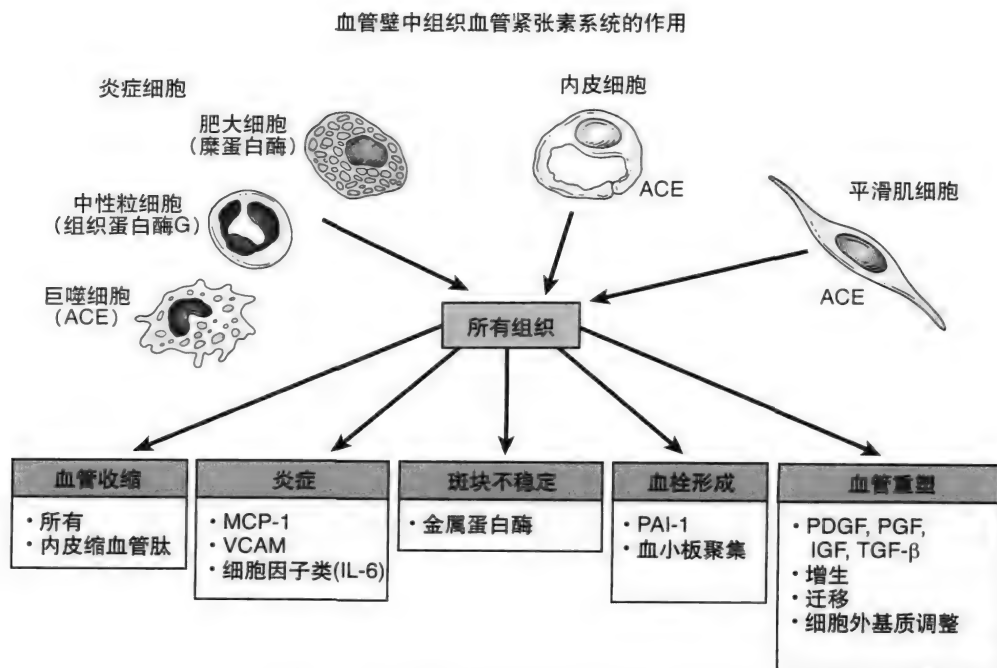 血管壁中组织血管紧张素系统的作用
炎症细胞
肥大细胞
(糜蛋白酶)
中性粒细胞
(组织蛋白酶G)
巨噬细胞
(ACE)
内皮细胞
ACE
平滑肌细胞
ACE
所有组织
血管收缩
·所有
·内皮缩血管肽
炎症
·MCP-1
·VCAM
·细胞因子类(IL-6)
斑块不稳定
·金属蛋白酶
血栓形成
·PAI-1
·血小板聚集
血管重塑
·PDGF, PGF,
IGF, TGF-β
·增生
·迁移
·细胞外基质调整